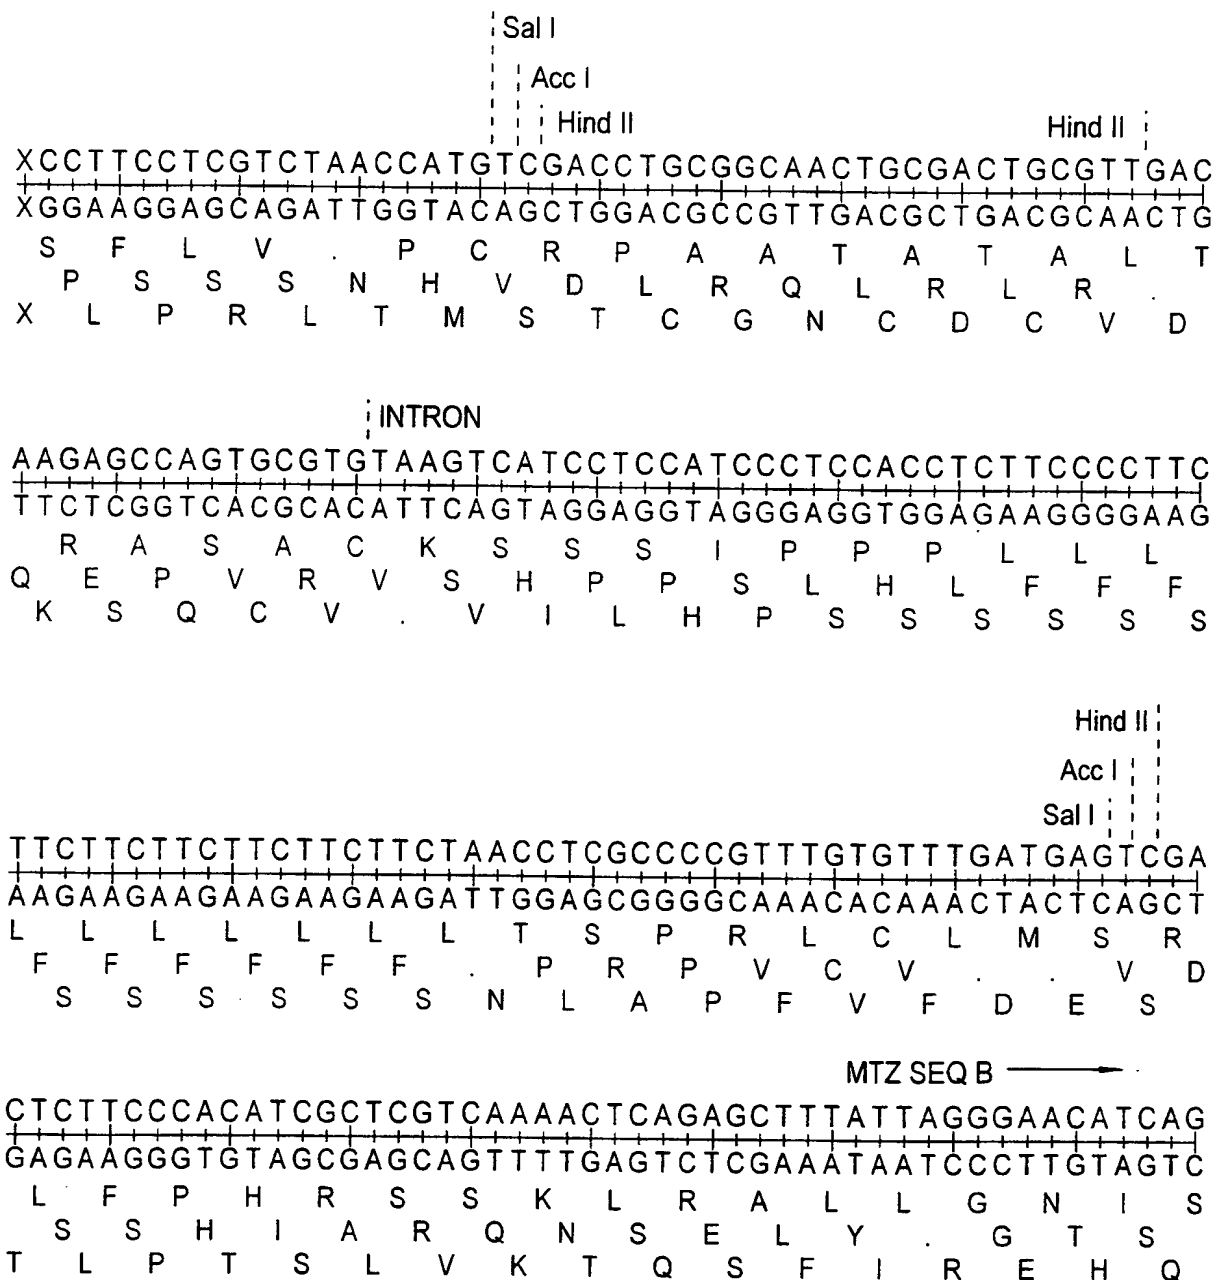 Sal I
Acc I
Hind II Hind II
XCCTTCCTCGTCTAACCATGTCGACCTGCGGCAACTGCGACTGCGTTGAC
XGGAAGGAGCAGATTGGTACAGCTGGACGCCGTTGACGCTGACGCAACTG
S F L V . P C R P A A T A T A L T
P S S S N H V D L R Q L R L R .
X L P R L T M S T C G N C D C V D
INTRON
AAGAGCCAGTGCGTGTAAGTCATCCTCCATCCCTCCACCTCTTCCCCTTC
TTCTCGGTCACGCACATTCAGTAGGAGGTAGGGAGGTGGAGAAGGGGAAG
R A S A C K S S S I P P P L L L
Q E P V R V S H P P S L H L F F F
K S Q C V . V I L H P S S S S S S
Hind II
Acc I
Sal I
TTCTTCTTCTTCTTCTTCTAACCTCGCCCCGTTTGTGTTTGATGAGTCGA
AAGAAGAAGAAGAAGAAGATTGGAGCGGGGCAAACACAAACTACTCAGCT
L L L L L L L T S P R L C L M S R
F F F F F F . P R P V C V . . V D
S S S S S S N L A P F V F D E S
MTZ SEQ B
CTCTTCCCACATCGCTCGTCAAAACTCAGAGCTTTATTAGGGAACATCAG
GAGAAGGGTGTAGCGAGCAGTTTTGAGTCTCGAAATAATCCCTTGTAGTC
L F P H R S S K L R A L L G N I S
S S H I A R Q N S E L Y . G T S
T L P T S L V K T Q S F I R E H Q